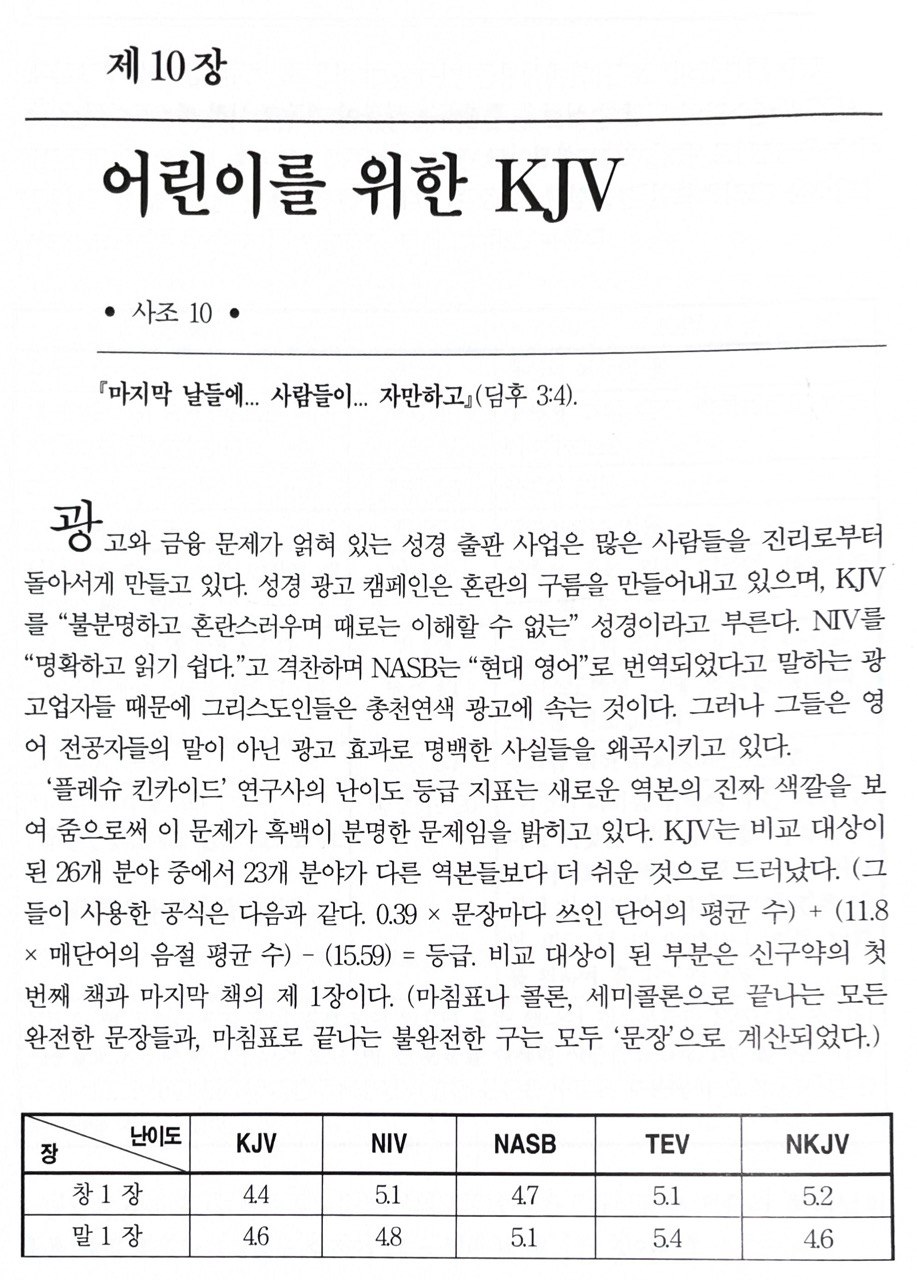 제 10 장
어린이를 위한 KJV
• 사조 10 •
『마지막 날들에... 사람들이... 자만하고』(딤후 3:4).
광고와 금융 문제가 얽혀 있는 성경 출판 사업은 많은 사람들을 진리로부터
돌아서게 만들고 있다. 성경 광고 캠페인은 혼란의 구름을 만들어내고 있으며, KJV
를 “불분명하고 혼란스러우며 때로는 이해할 수 없는” 성경이라고 부른다. NIV를
“명확하고 읽기 쉽다.”고 격찬하며 NASB는 “현대 영어”로 번역되었다고 말하는 광
고업자들 때문에 그리스도인들은 총천연색 광고에 속는 것이다. 그러나 그들은 영
어 전공자들의 말이 아닌 광고 효과로 명백한 사실들을 왜곡시키고 있다.
‘플레슈 킨카이드’ 연구사의 난이도 등급 지표는 새로운 역본의 진짜 색깔을 보
여 줌으로써 이 문제가 흑백이 분명한 문제임을 밝히고 있다. KJV는 비교 대상이
된 26개 분야 중에서 23개 분야가 다른 역본들보다 더 쉬운 것으로 드러났다. (그
들이 사용한 공식은 다음과 같다. 0.39 × 문장마다 쓰인 단어의 평균 수) + (11.8
× 매단어의 음절 평균 수) − (15.59) = 등급. 비교 대상이 된 부분은 신구약의 첫
번째 책과 마지막 책의 제 1장이다. (마침표나 콜론, 세미콜론으로 끝나는 모든
완전한 문장들과, 마침표로 끝나는 불완전한 구는 모두 ‘문장’으로 계산되었다.)
장 난이도 KJV NIV NASB TEV NKJV
창 1 장 4.4 5.1 4.7 5.1 5.2
말 1 장 4.6 4.8 5.1 5.4 4.6